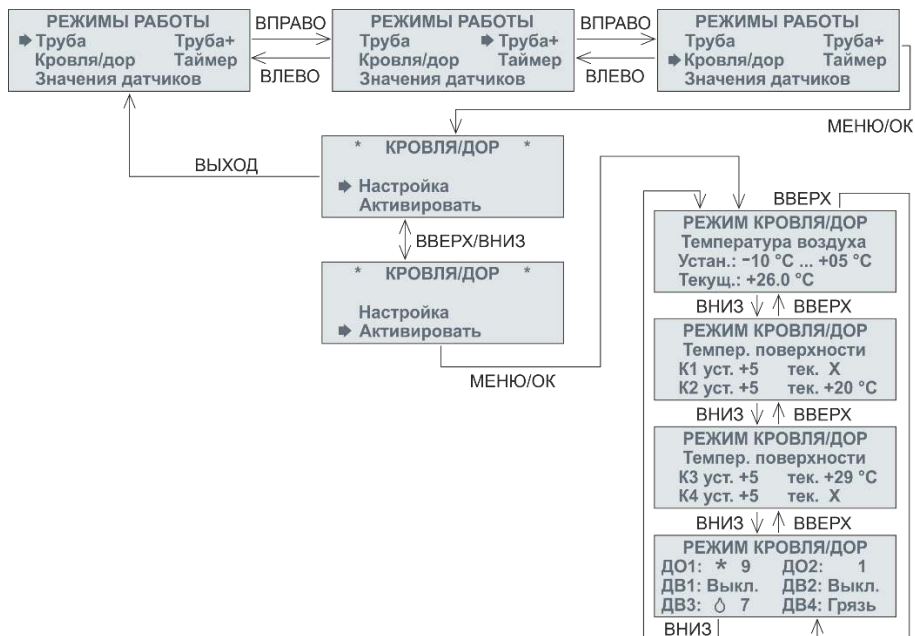 РЕЖИМЫ РАБОТЫ
Труба Труба+
Кровля/дор Таймер
Значения датчиков
ВПРАВО
ВЛЕВО
РЕЖИМЫ РАБОТЫ
Труба Труба+
Кровля/дор Таймер
Значения датчиков
ВПРАВО
ВЛЕВО
РЕЖИМЫ РАБОТЫ
Труба Труба+
Кровля/дор Таймер
Значения датчиков
МЕНЮ/ОК
ВЫХОД
* КРОВЛЯ/ДОР *
Настройка
Активировать
ВВЕРХ/ВНИЗ
* КРОВЛЯ/ДОР *
Настройка
Активировать
МЕНЮ/ОК
ВВЕРХ
РЕЖИМ КРОВЛЯ/ДОР
Температура воздуха
Устан.: -10 °C ... +05 °C
Текущ.: +26.0 °C
ВНИЗ ВВЕРХ
РЕЖИМ КРОВЛЯ/ДОР
Темпер. поверхности
К1 уст. +5 тек. X
К2 уст. +5 тек. +20 °C
ВНИЗ ВВЕРХ
РЕЖИМ КРОВЛЯ/ДОР
Темпер. поверхности
К3 уст. +5 тек. +29 °C
К4 уст. +5 тек. X
ВНИЗ ВВЕРХ
РЕЖИМ КРОВЛЯ/ДОР
ДО1: * 9 ДО2: 1
ДВ1: Выкл. ДВ2: Выкл.
ДВ3: 7 ДВ4: Грязь
ВНИЗ